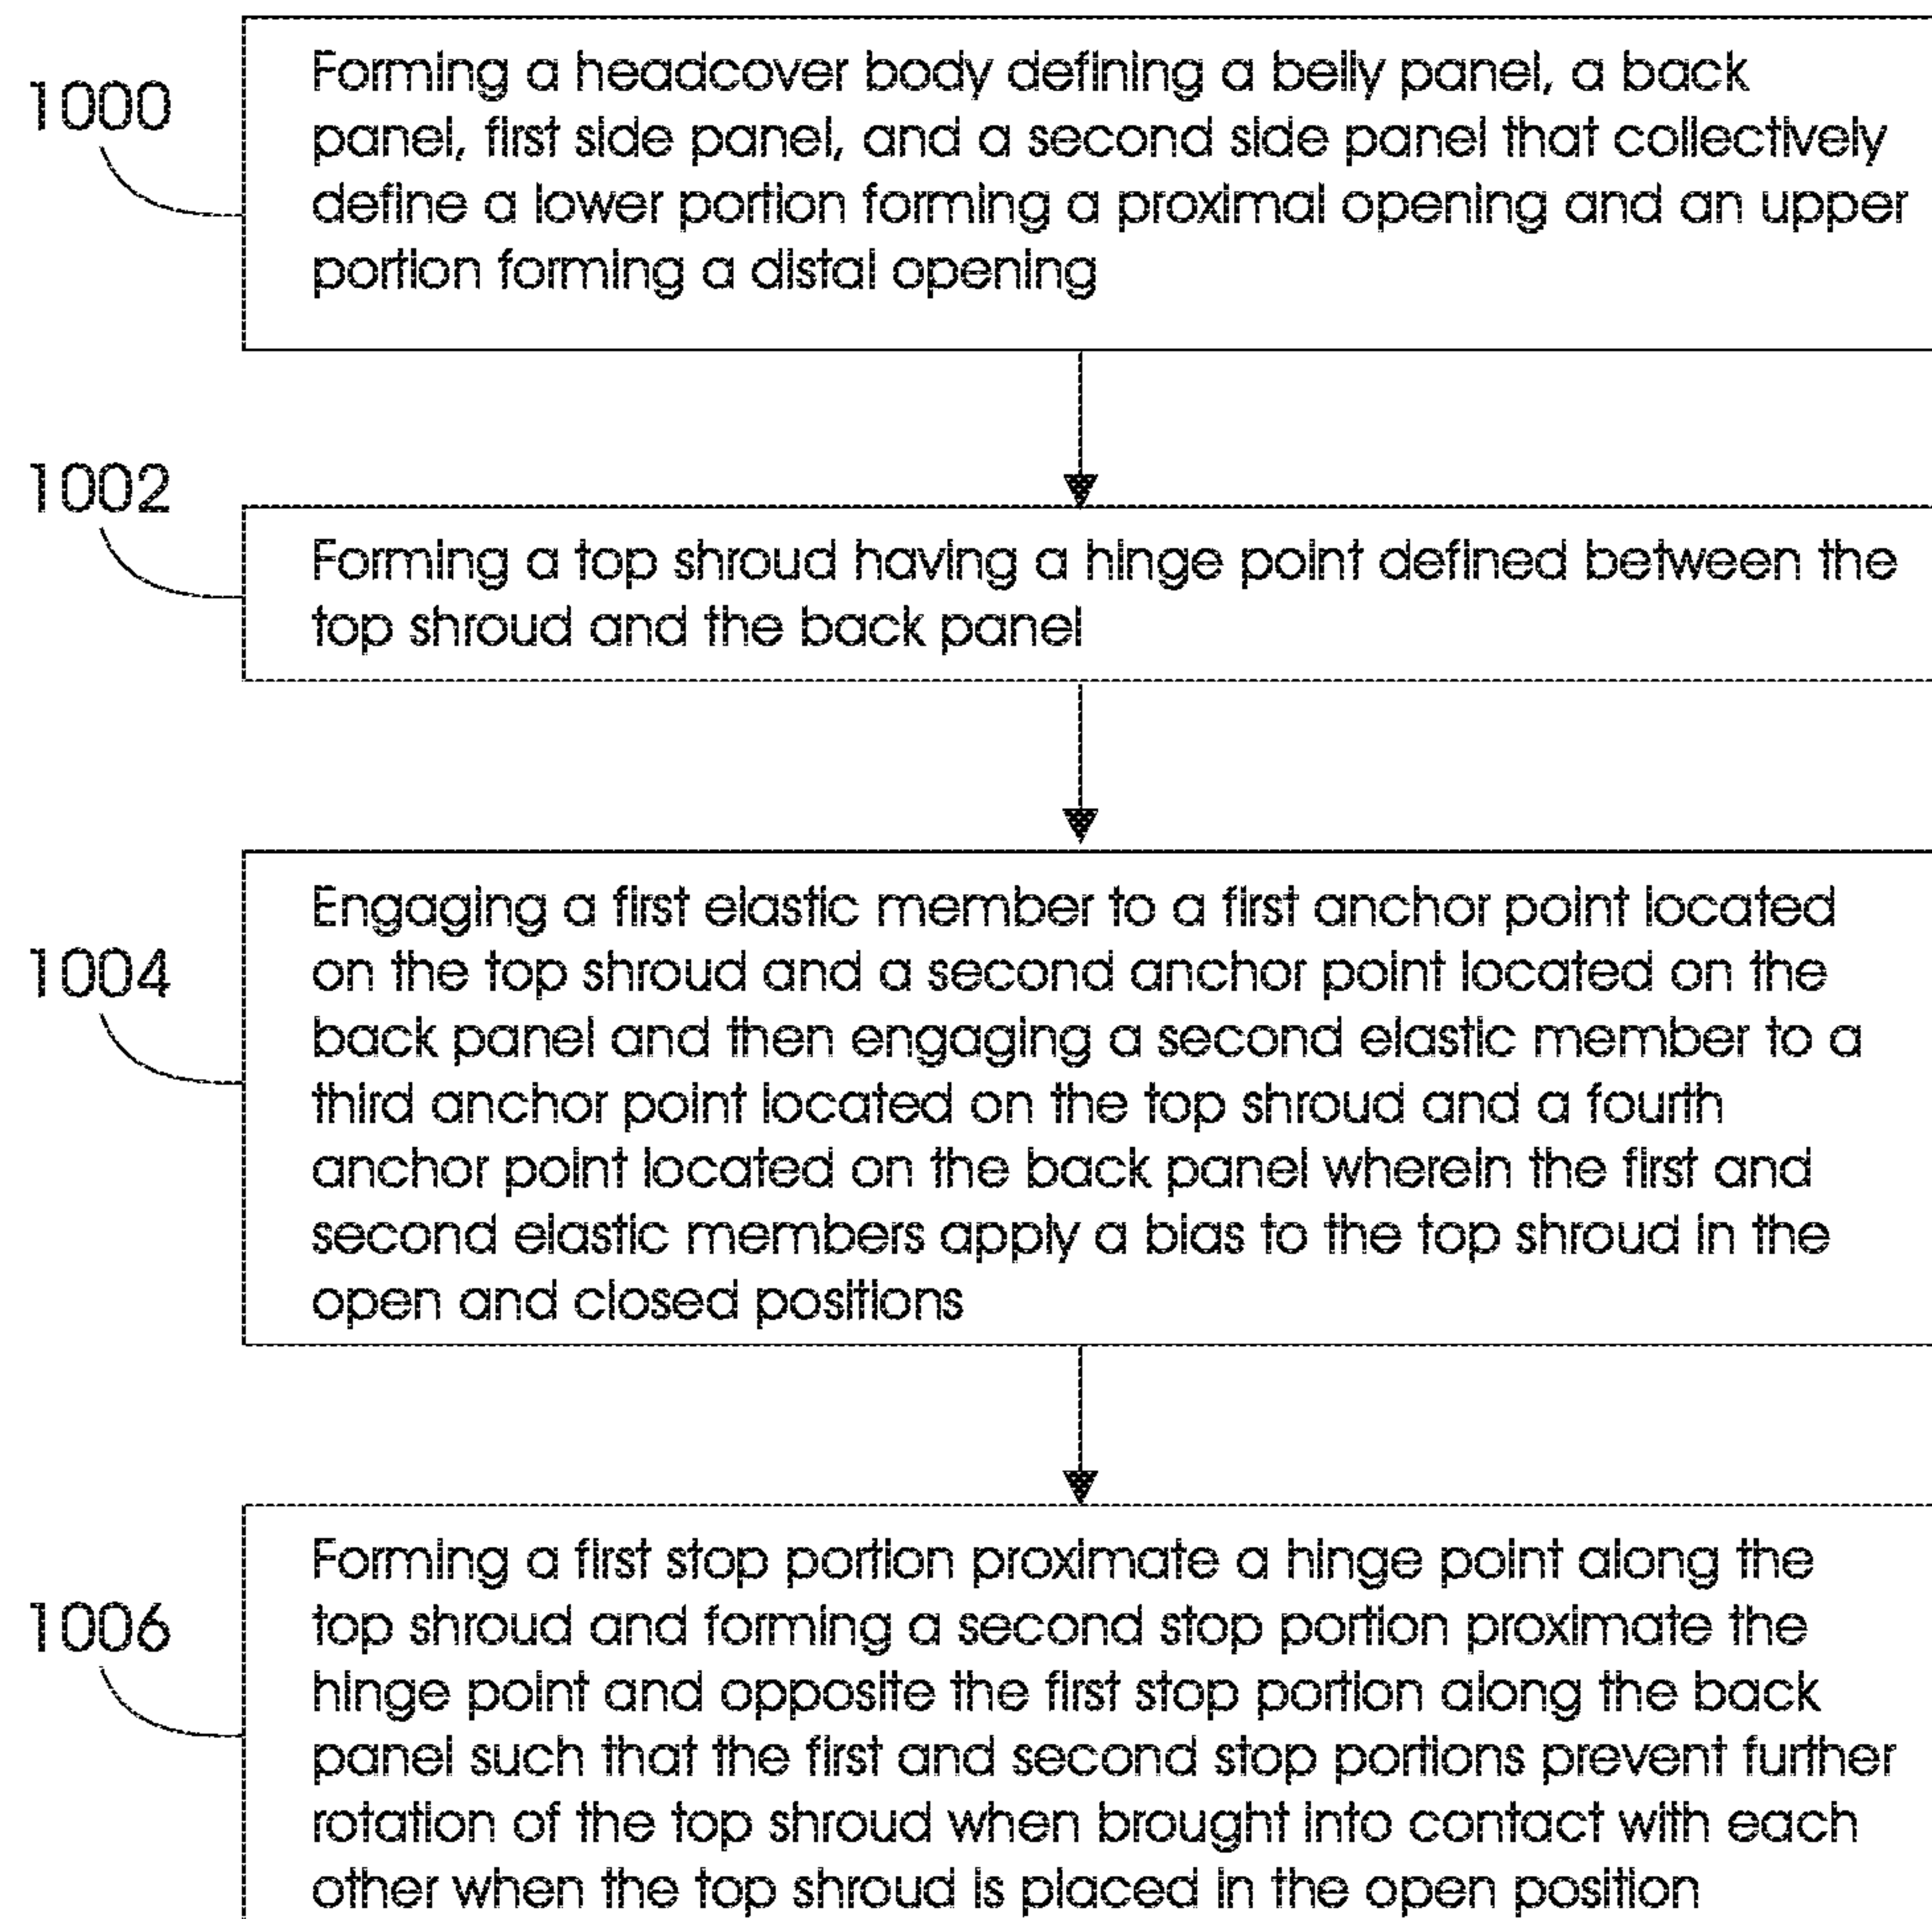 1000
Forming a headcover body defining a belly panel, a back
panel, first side panel, and a second side panel that collectively
define a lower portion forming a proximal opening and an upper
portion forming a distal opening
1002
Forming a top shroud having a hinge point defined between the
top shroud and the back panel
1004
Engaging a first elastic member to a first anchor point located
on the top shroud and a second anchor point located on the
back panel and then engaging a second elastic member to a
third anchor point located on the top shroud and a fourth
anchor point located on the back panel wherein the first and
second elastic members apply a bias to the top shroud in the
open and closed positions
1006
Forming a first stop portion proximate a hinge point along the
top shroud and forming a second stop portion proximate the
hinge point and opposite the first stop portion along the back
panel such that the first and second stop portions prevent further
rotation of the top shroud when brought into contact with each
other when the top shroud is placed in the open position